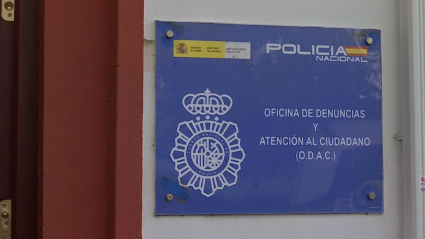 POLICIA
NACIONAL
OFICINA DE DENUNCIAS
Y
ATENCIÓN AL CIUDADANO
(O.D.A.C.)